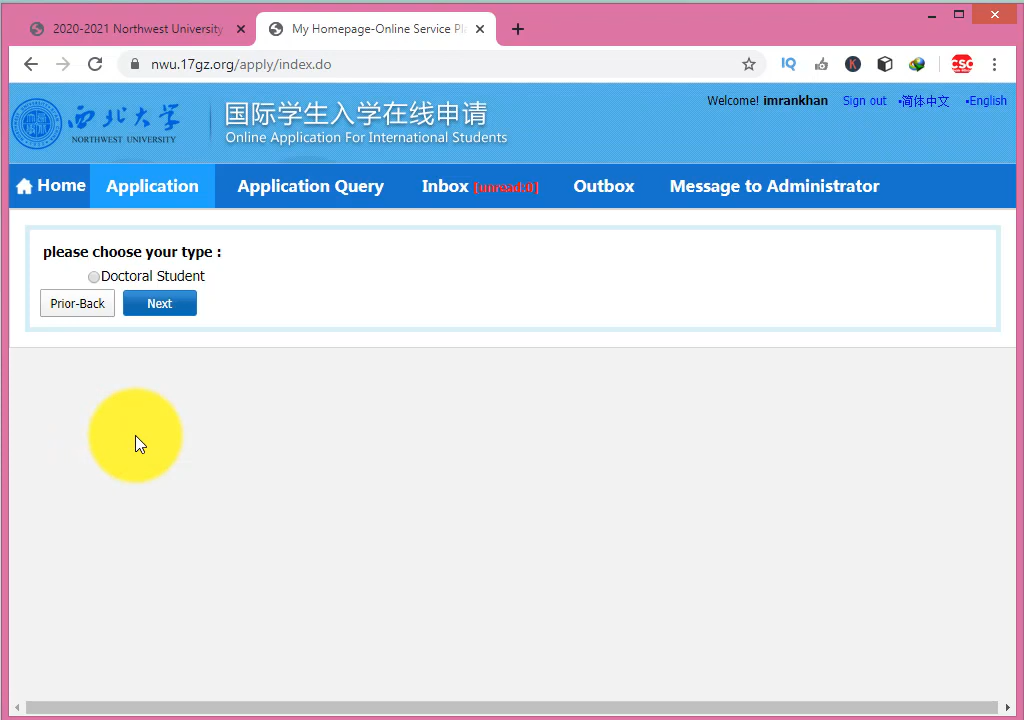 2020-2021 Northwest University
My Homepage-Online Service Pla
nwu.17gz.org/apply/index.do
IQ
K
CSC
西北大学
NORTHWEST UNIVERSITY
国际学生入学在线申请
Online Application For International Students
Welcome! imrankhan Sign out •简体中文 •English
Home Application Application Query Inbox [unread:0] Outbox Message to Administrator
please choose your type :
Doctoral Student
Prior-Back Next